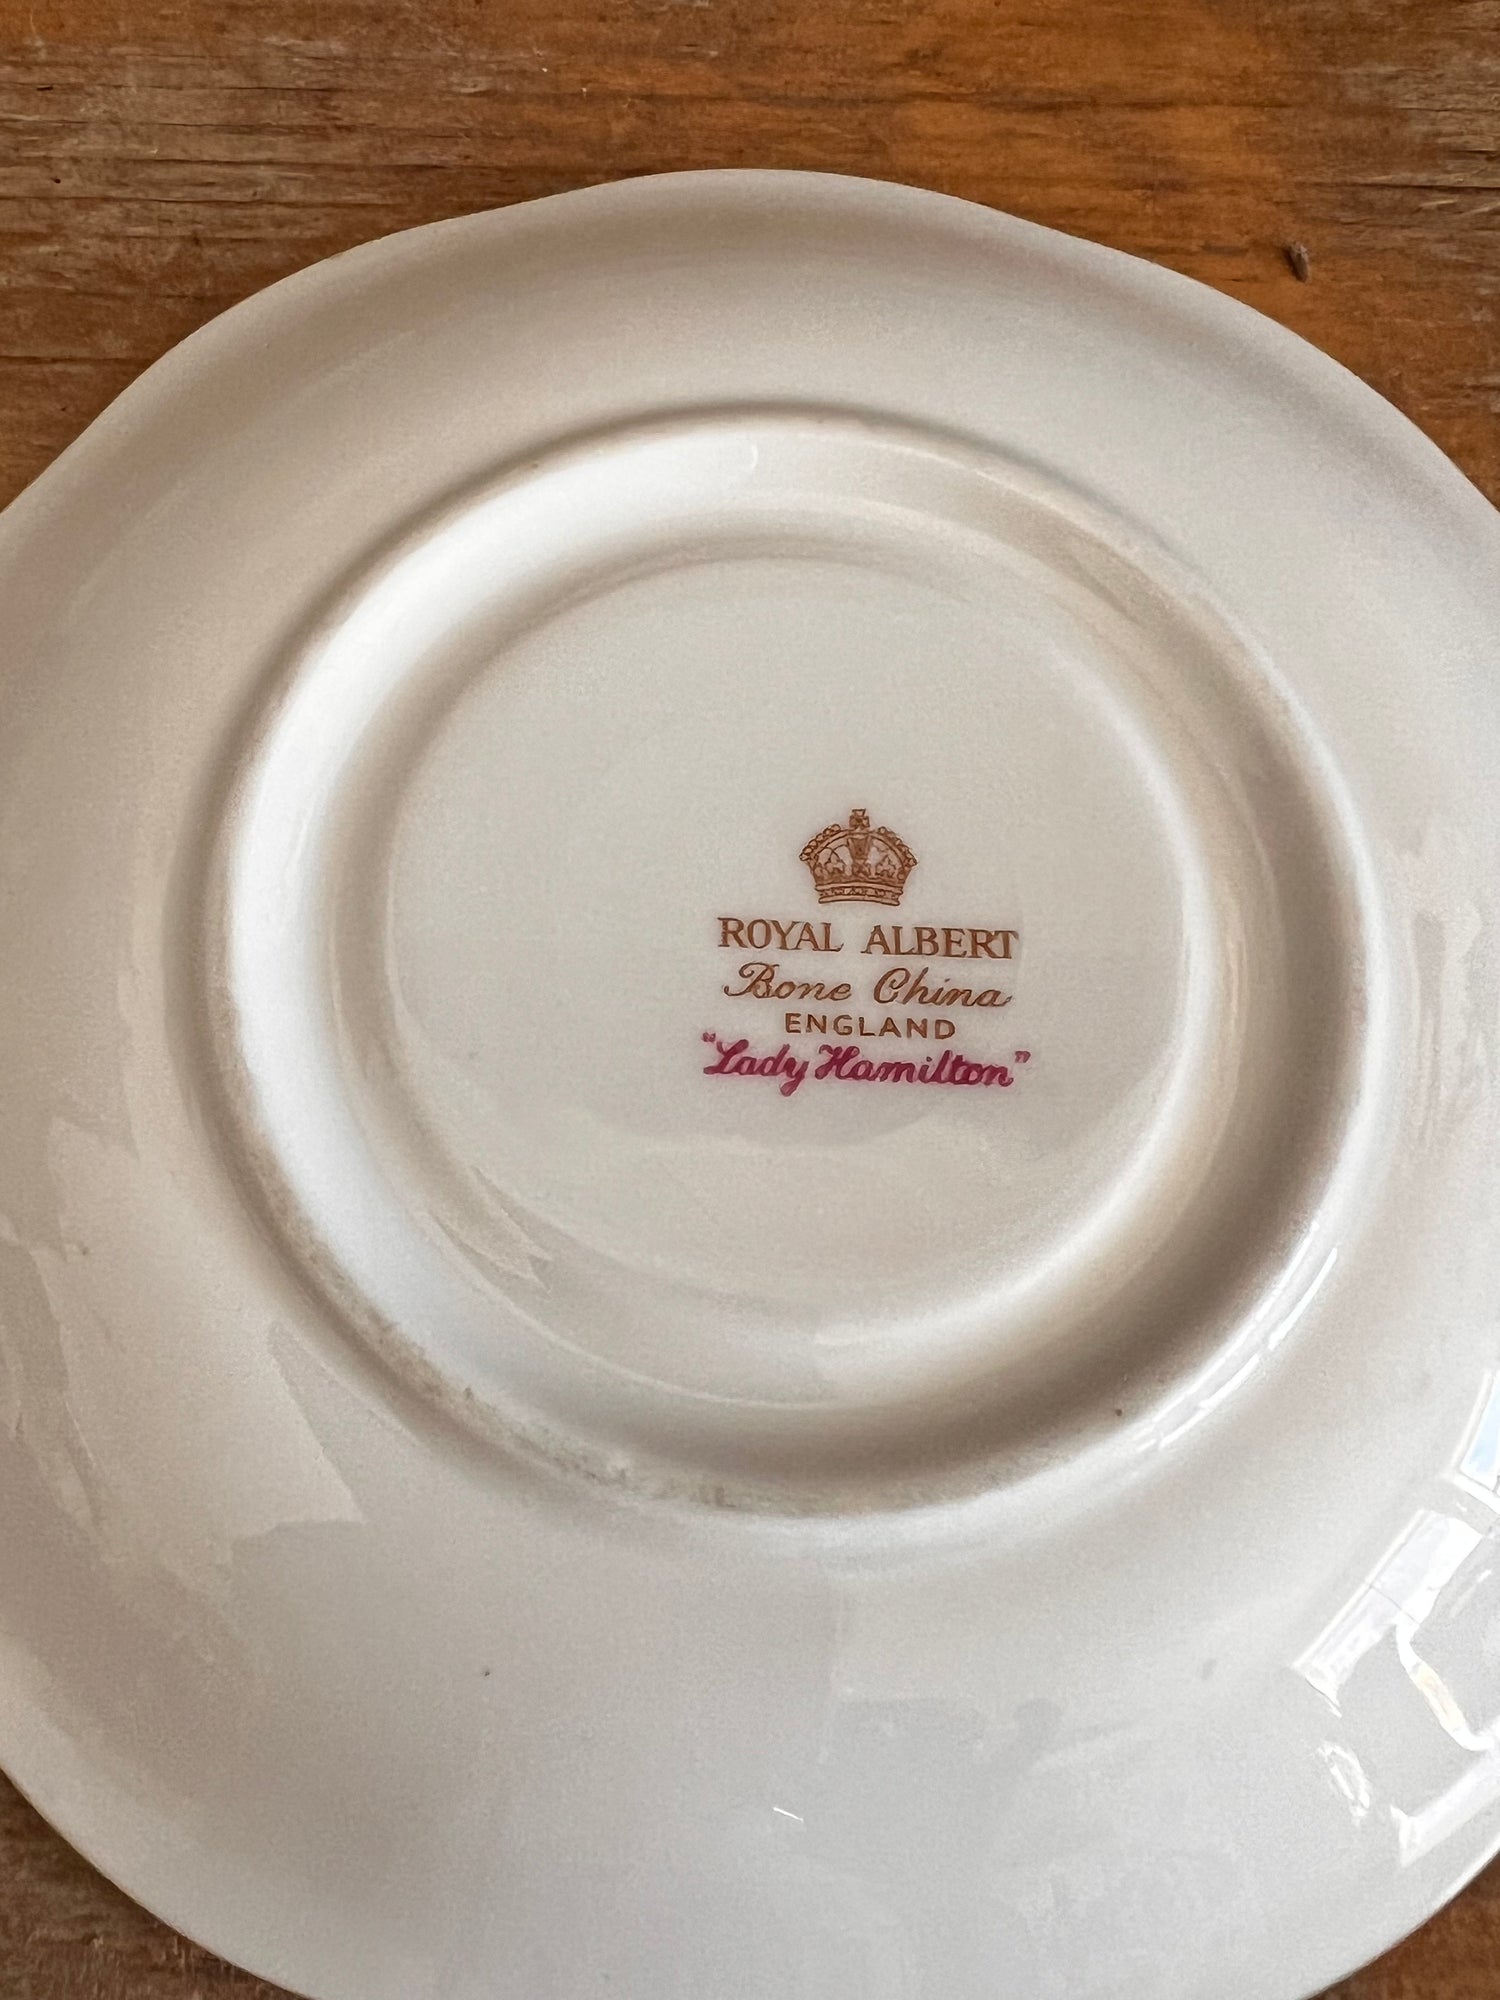 ROYAL ALBERT
Bone China
ENGLAND
"Lady Hamilton"